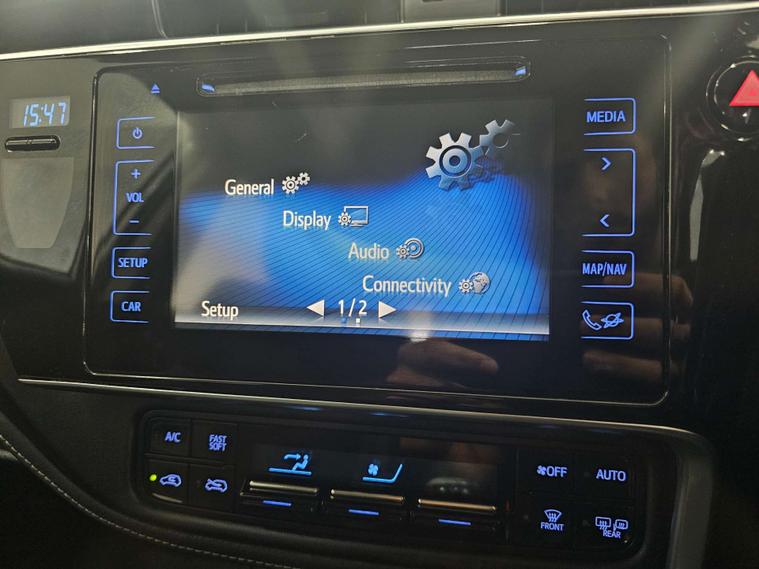 15:47
MEDIA
+
VOL
−
General
Display
Audio
SETUP
MAP/NAV
Connectivity
CAR
Setup
1/2
A/C
FAST
SOFT
OFF
AUTO
FRONT
REAR